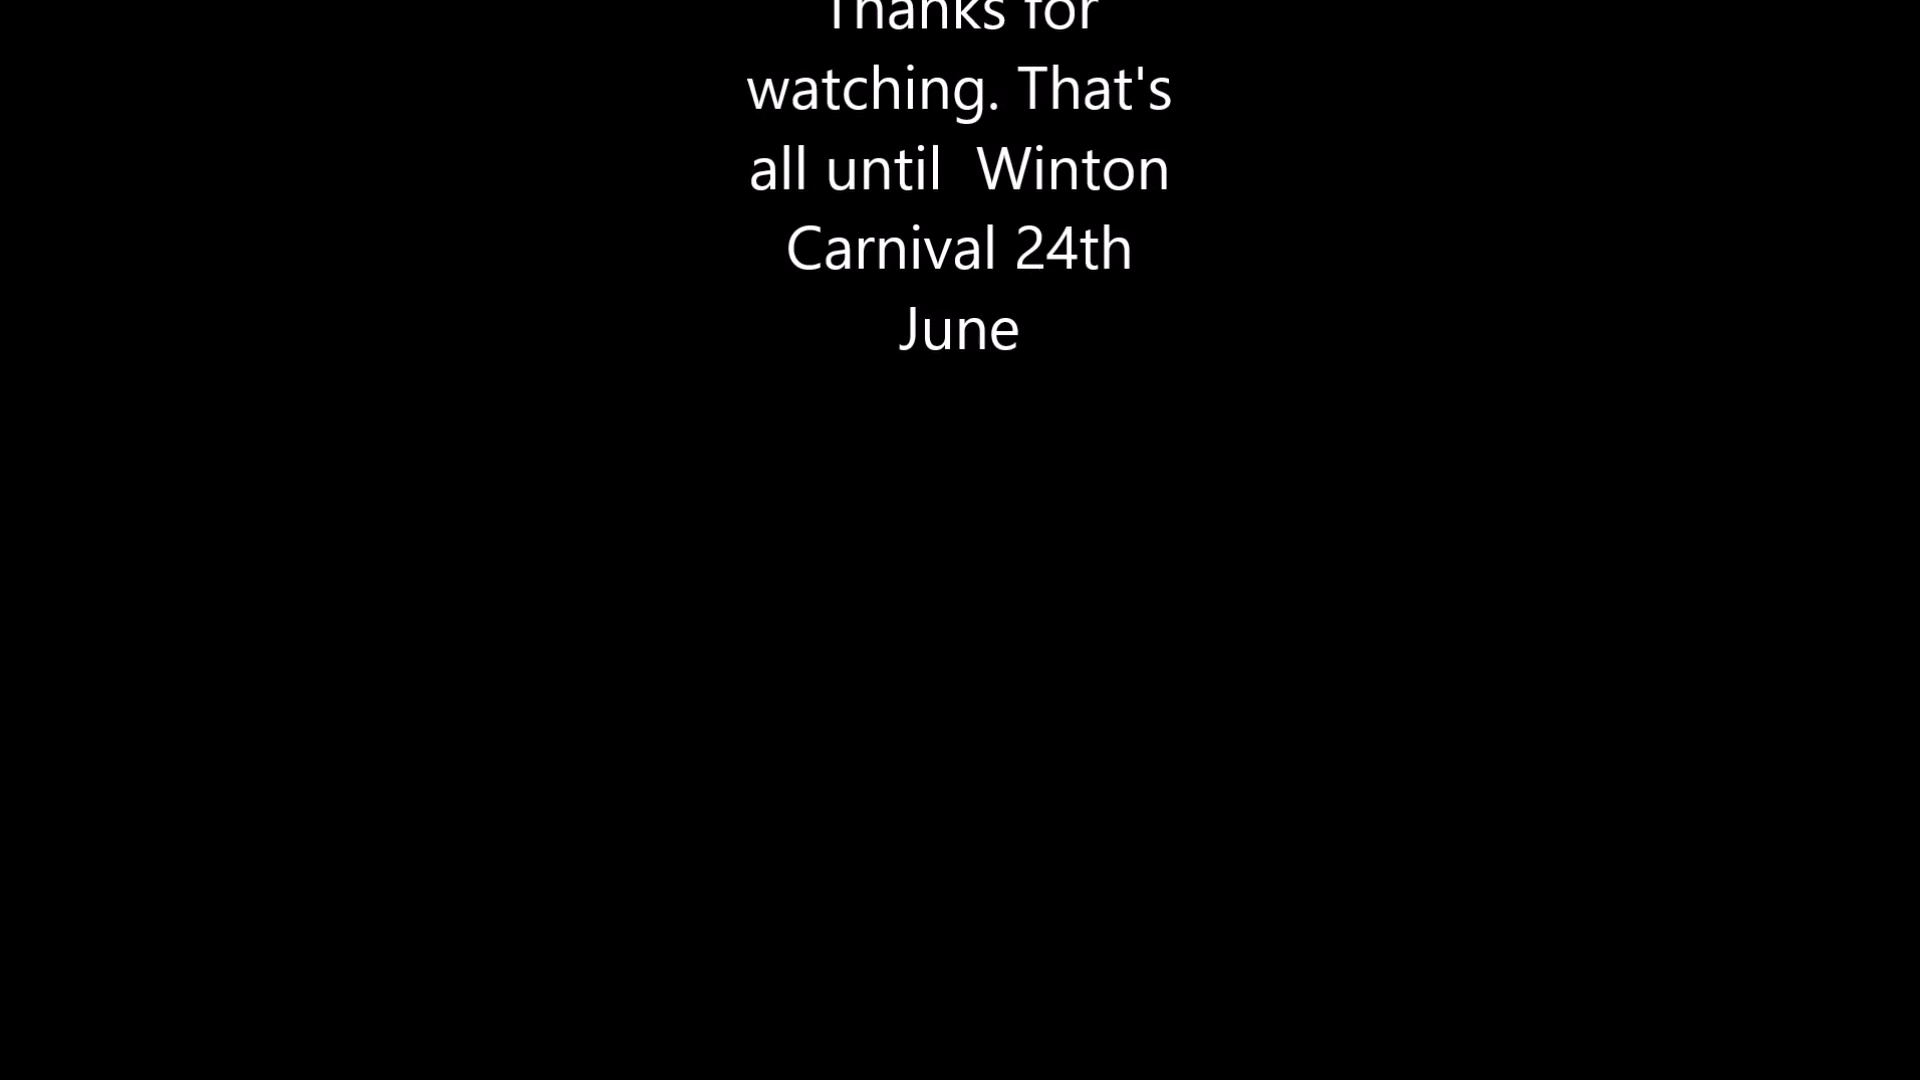 Thanks for
watching. That's
all until  Winton
Carnival 24th
June